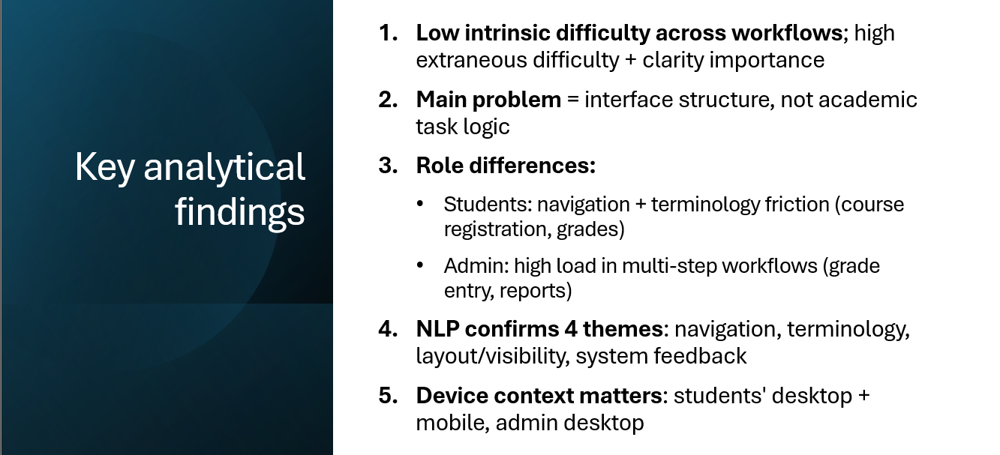 Key analytical
findings
1. Low intrinsic difficulty across workflows; high
extraneous difficulty + clarity importance
2. Main problem = interface structure, not academic
task logic
3. Role differences:
• Students: navigation + terminology friction (course
registration, grades)
• Admin: high load in multi-step workflows (grade
entry, reports)
4. NLP confirms 4 themes: navigation, terminology,
layout/visibility, system feedback
5. Device context matters: students' desktop +
mobile, admin desktop